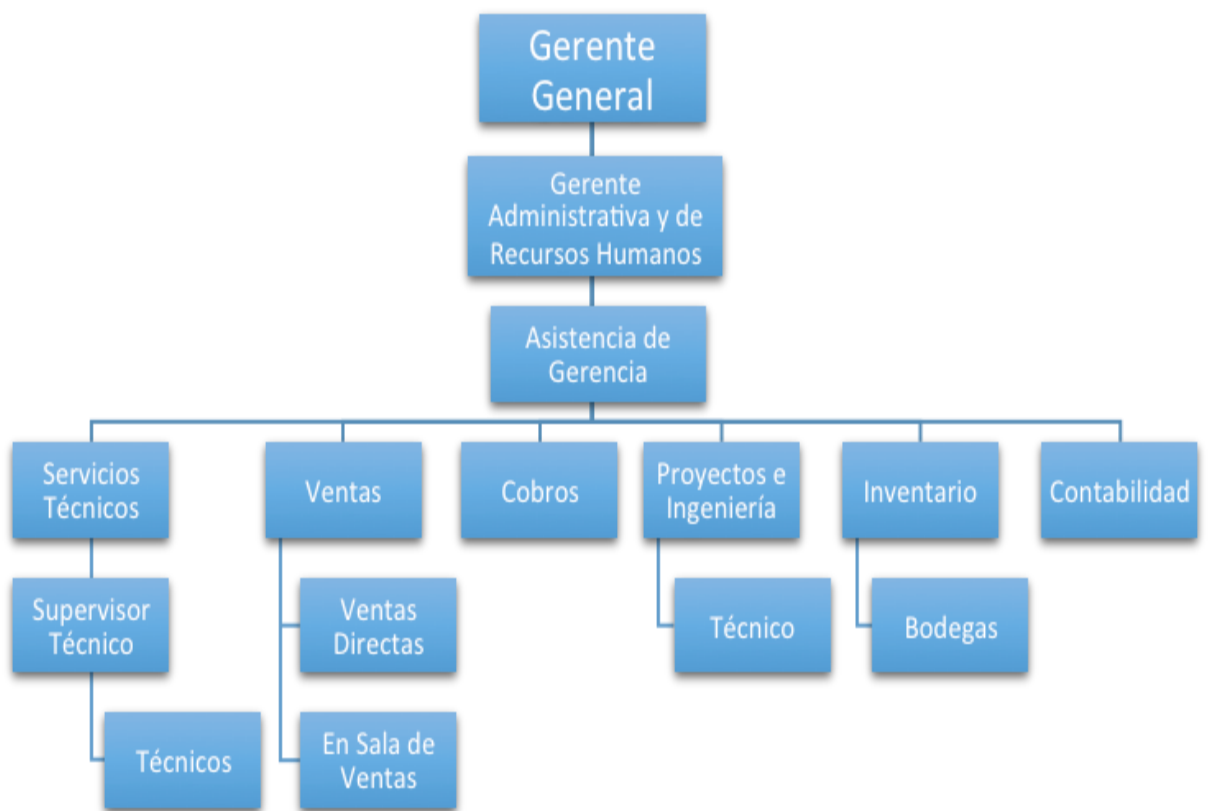 Gerente
General
Gerente
Administrativa y de
Recursos Humanos
Asistencia de
Gerencia
Servicios
Técnicos
Ventas
Cobros
Proyectos e
Ingeniería
Inventario
Contabilidad
Supervisor
Técnico
Ventas
Directas
Técnico
Bodegas
Técnicos
En Sala de
Ventas